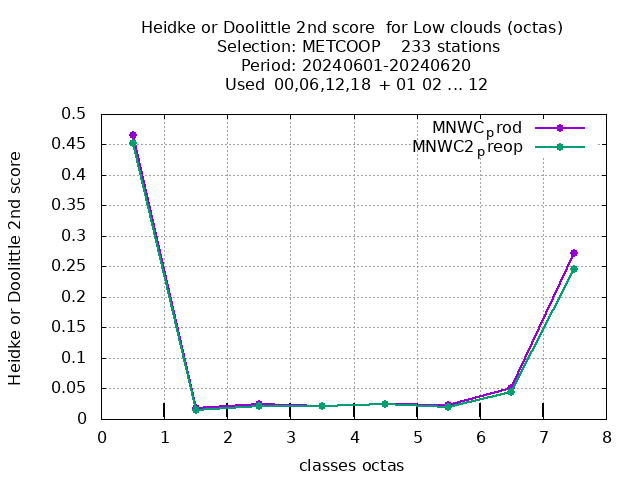 Heidke or Doolittle 2nd score  for Low clouds (octas)
Selection: METCOOP    233 stations
Period: 20240601-20240620
Used  00,06,12,18 + 01 02 ... 12
MNWC_prod
MNWC2_preop
Heidke or Doolittle 2nd score
0.5
0.45
0.4
0.35
0.3
0.25
0.2
0.15
0.1
0.05
0
0 1 2 3 4 5 6 7 8
classes octas